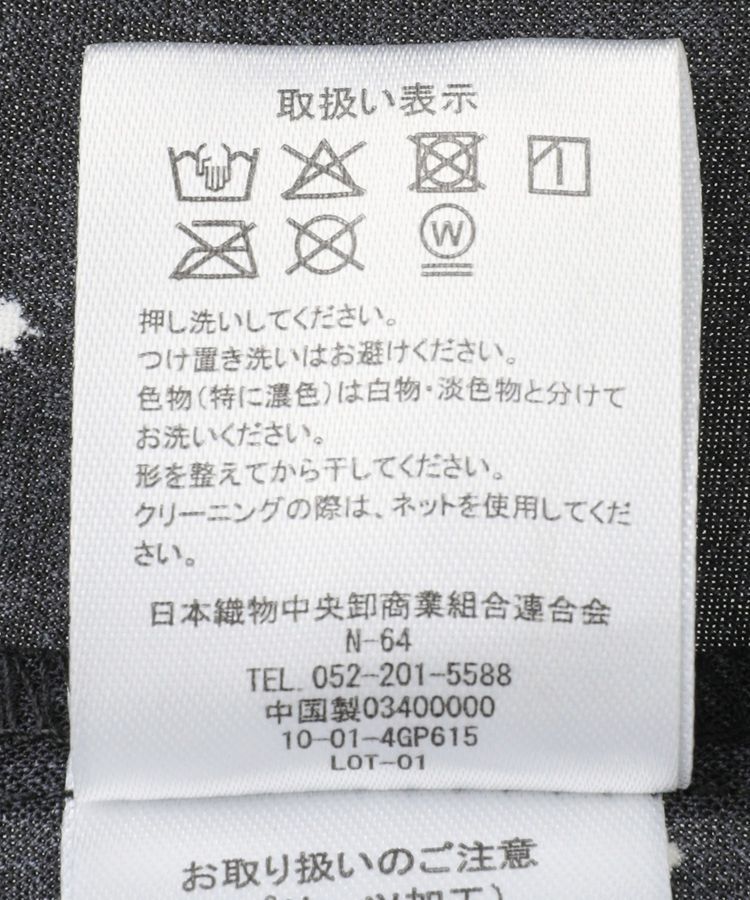 取扱い表示
W
押し洗いしてください。
つけ置き洗いはお避けください。
色物(特に濃色)は白物・淡色物と分けて
お洗いください。
形を整えてから干してください。
クリーニングの際は、ネットを使用してくだ
さい。
日本織物中央卸商業組合連合会
N-64
TEL. 052-201-5588
中国製03400000
10-01-4GP615
LOT-01
お取り扱いのご注意